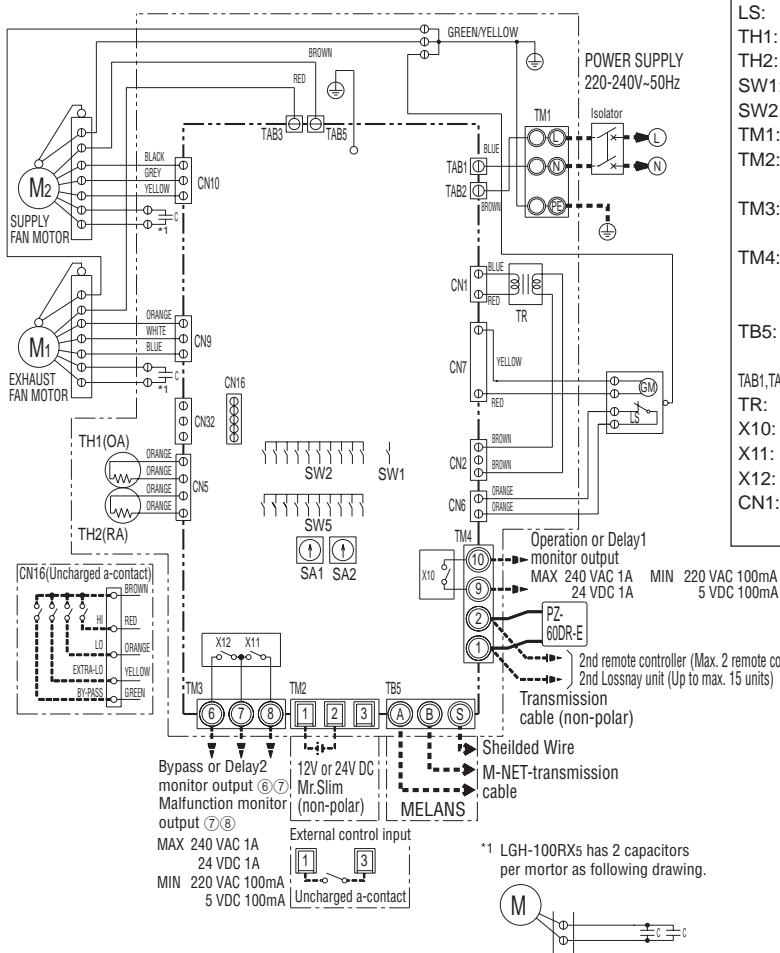 GREEN/YELLOW
BROWN
RED
POWER SUPPLY
220-240V~50Hz
LS:
TH1:
TH2:
SW1
SW2
TM1:
TM2:
TM3:
TM4:
TB5:
TAB1,TA
TR:
X10:
X11:
X12:
CN1:
TM1
Isolator
L
L
N
N
PE
TAB3
TAB5
BLUE
TAB1
TAB2
BROWN
M2
SUPPLY
FAN MOTOR
BLACK
GREY
YELLOW
CN10
C
*1
M1
EXHAUST
FAN MOTOR
ORANGE
WHITE
BLUE
CN9
C
*1
CN1
BLUE
RED
TR
CN7
YELLOW
RED
GM
LS
CN16
CN32
TH1(OA)
ORANGE
ORANGE
ORANGE
ORANGE
CN5
TH2(RA)
SW2
SW1
SW5
SA1
SA2
CN2
BROWN
BROWN
CN6
ORANGE
ORANGE
TM4
X10
10
9
2
1
Operation or Delay1
monitor output
MAX 240 VAC 1A MIN 220 VAC 100mA
24 VDC 1A 5 VDC 100mA
PZ-
60DR-E
2nd remote controller (Max. 2 remote co
2nd Lossnay unit (Up to max. 15 units)
Transmission
cable (non-polar)
CN16(Uncharged a-contact)
BROWN
HI
RED
LO
ORANGE
EXTRA-LO
YELLOW
BY-PASS
GREEN
X12
X11
TM3
6 7 8
TM2
1 2 3
TB5
A B S
Bypass or Delay2
monitor output ⑥⑦
Malfunction monitor
output ⑦⑧
MAX 240 VAC 1A
24 VDC 1A
MIN 220 VAC 100mA
5 VDC 100mA
12V or 24V DC
Mr.Slim
(non-polar)
External control input
1 3
Uncharged a-contact
MELANS
Sheilded Wire
M-NET-transmission
cable
*1 LGH-100RX5 has 2 capacitors
per mortor as following drawing.
M
C
C